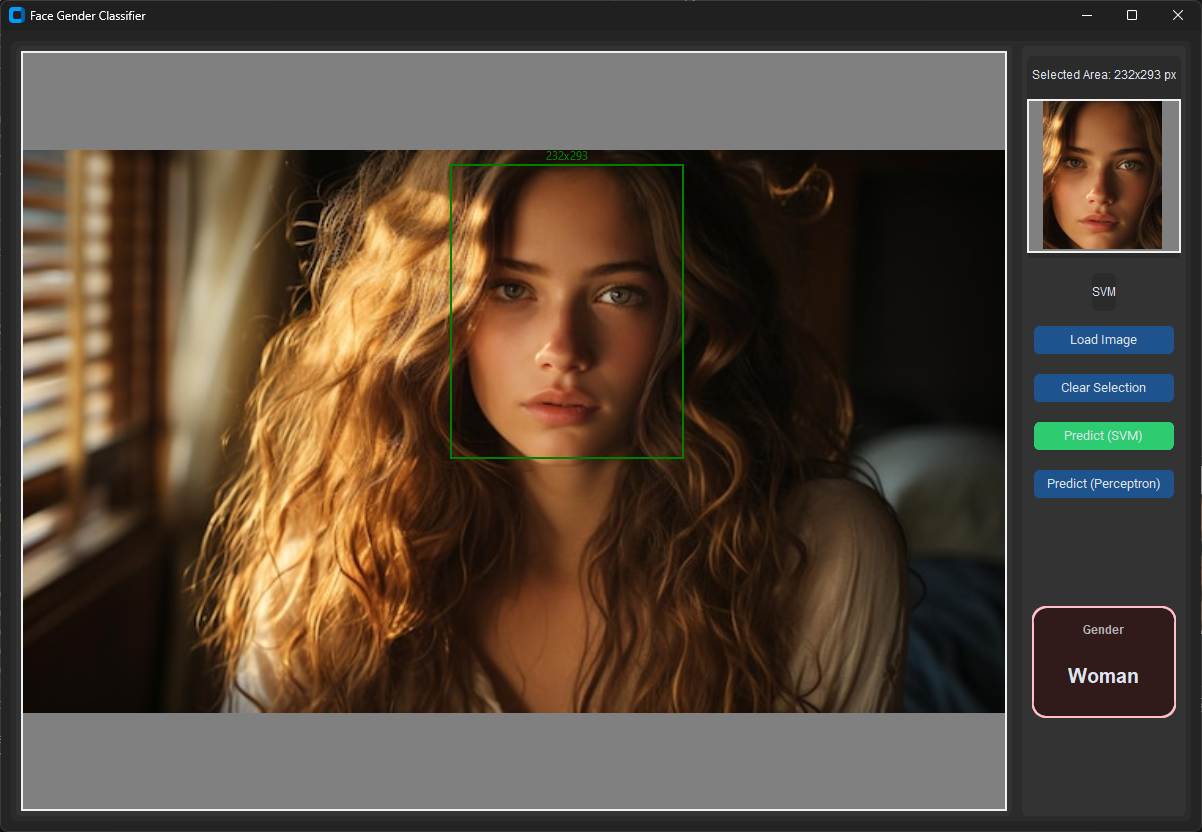 Face Gender Classifier
Selected Area: 232x293 px
232x293
SVM
Load Image
Clear Selection
Predict (SVM)
Predict (Perceptron)
Gender
Woman